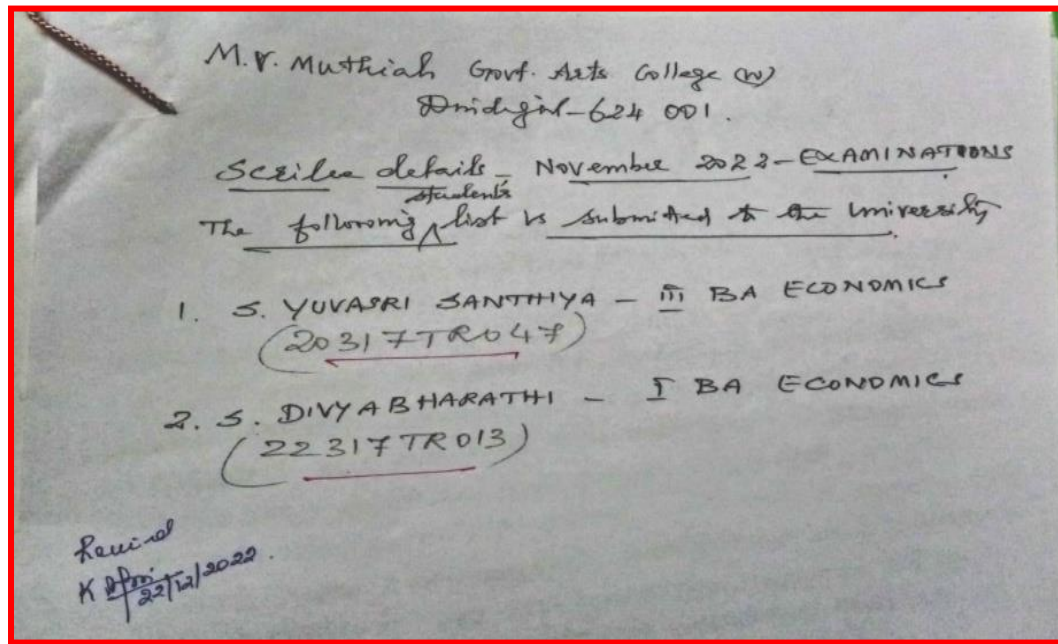 M.V. Muthiah Govt. Arts College (W)
Dindigul-624 001.
Scribe details - November 2022-EXAMINATIONS
students
The following list is submitted to the University
1. S. YUVASRI SANTHIYA - III BA ECONOMICS
(20317TR047)
2. S. DIVYABHARATHI - I BA ECONOMICS
(22317TR013)
K
22/12/2022.